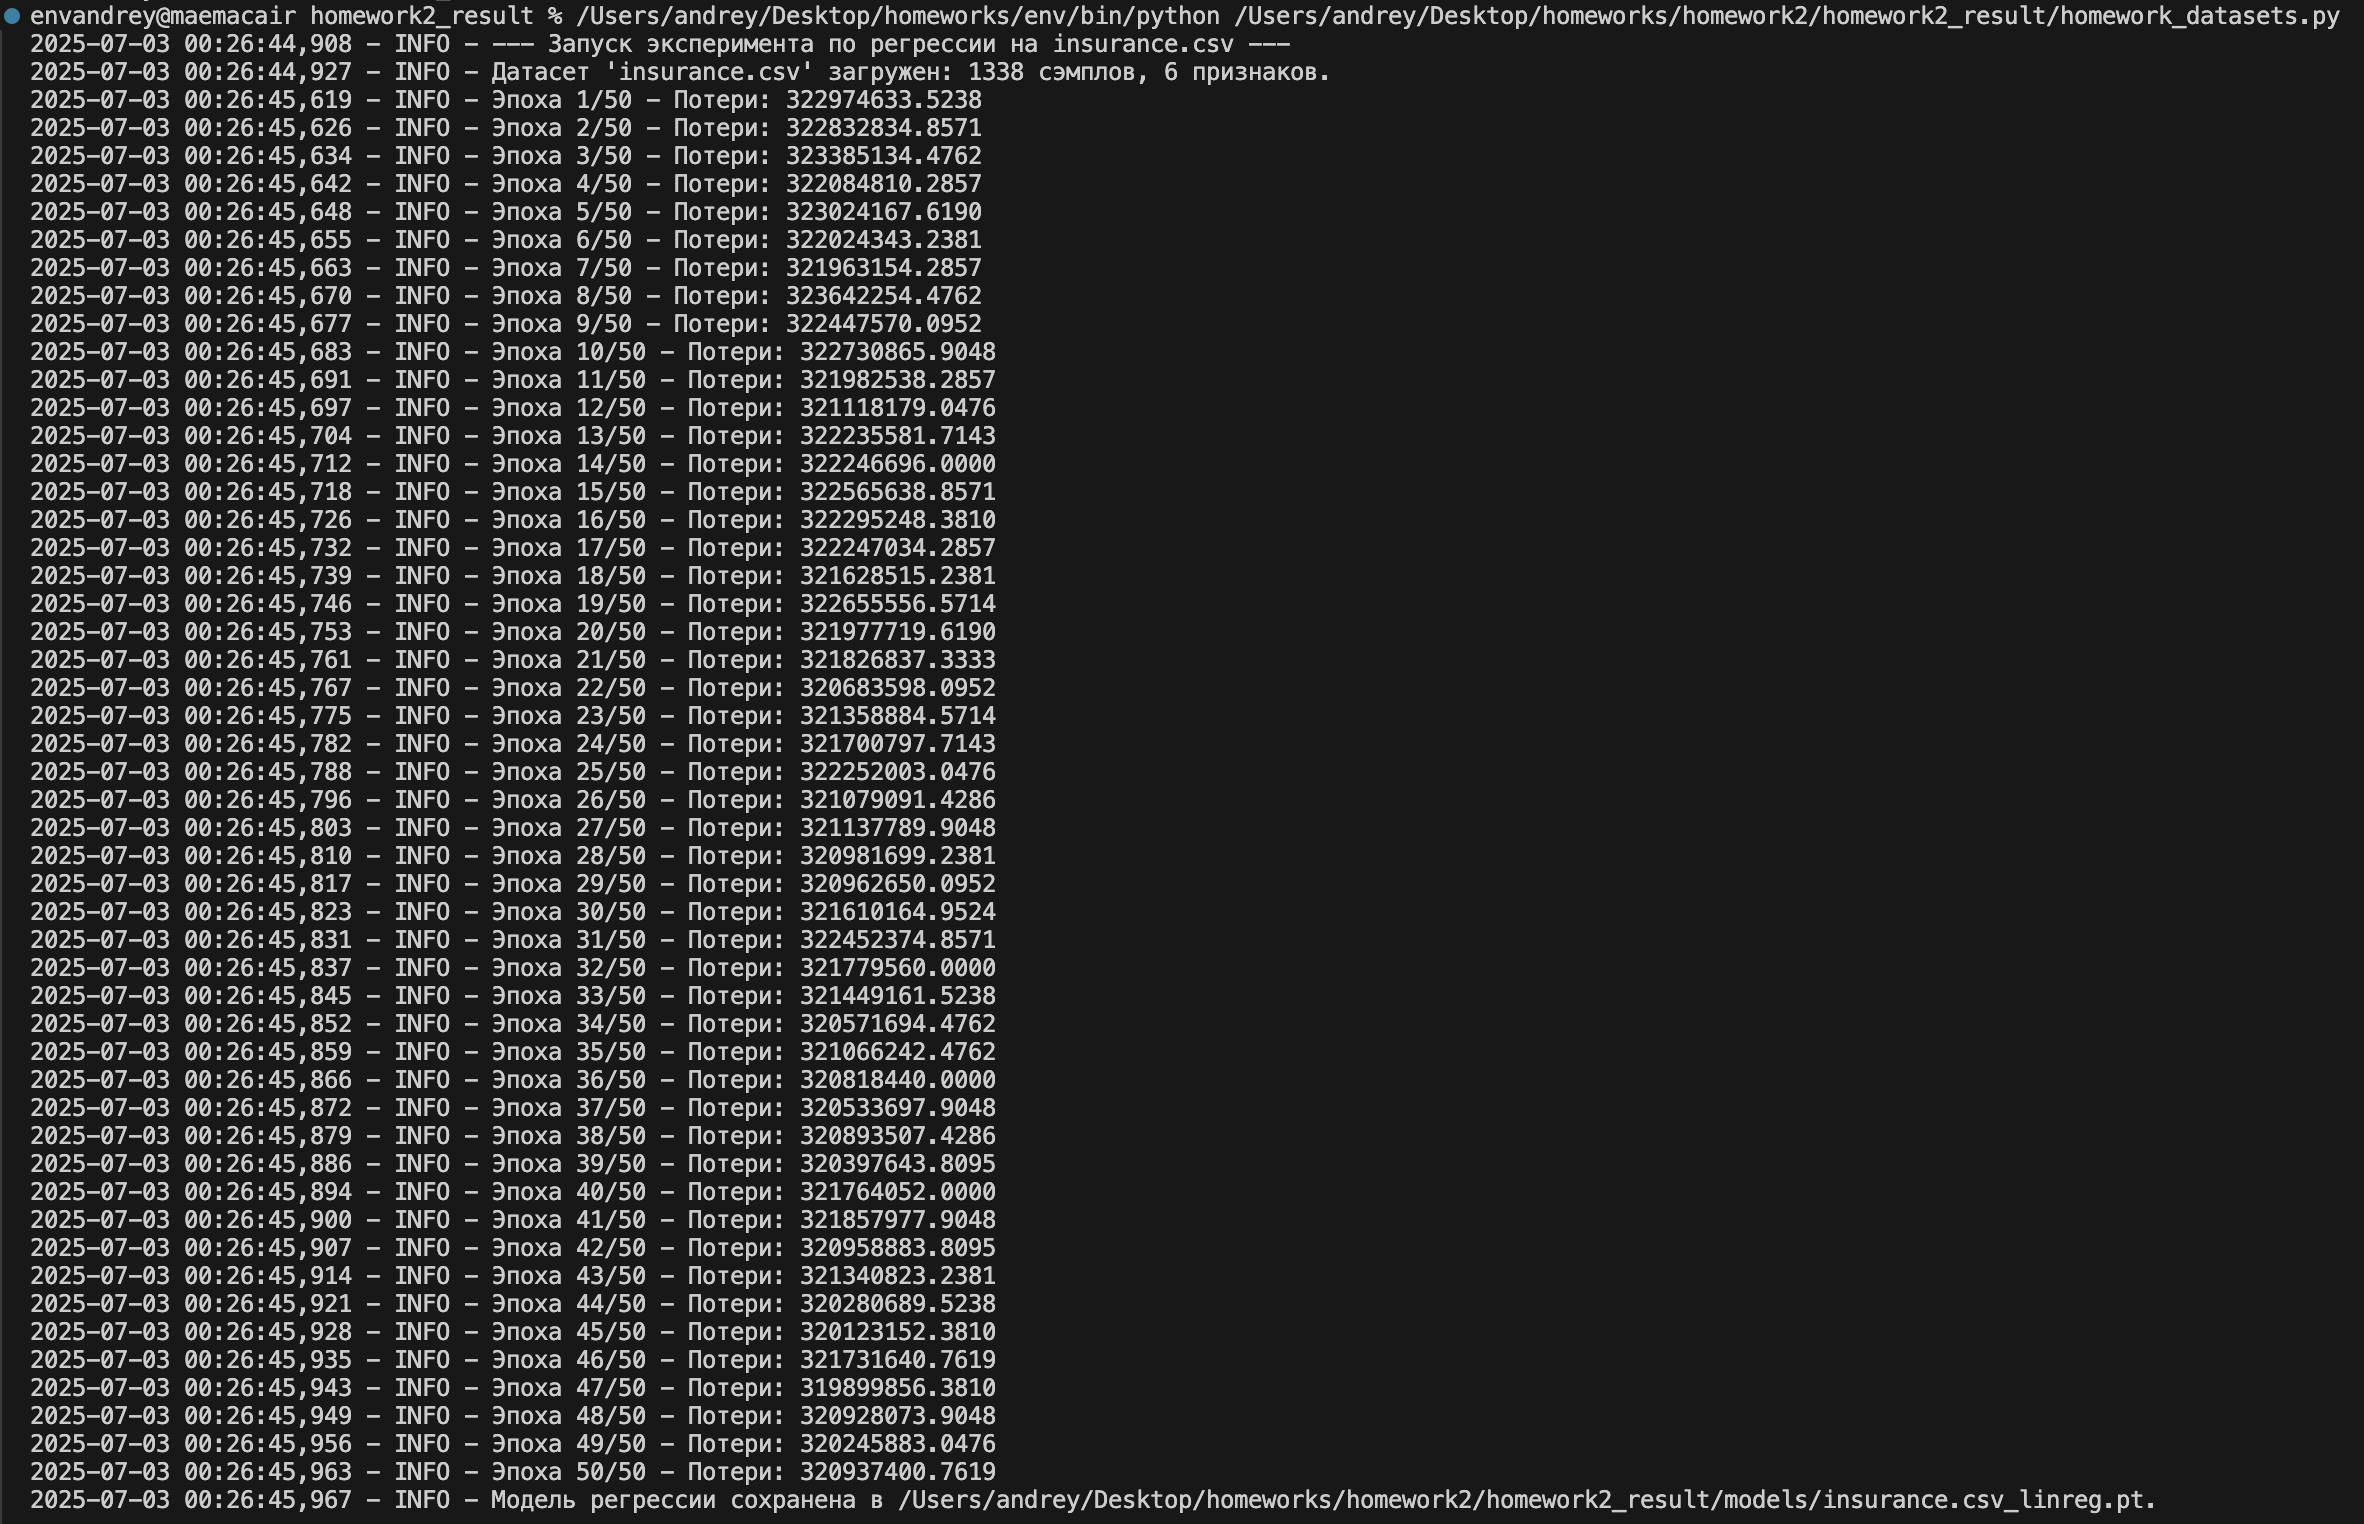 envandrey@maemacair homework2_result % /Users/andrey/Desktop/homeworks/env/bin/python /Users/andrey/Desktop/homeworks/homework2/homework2_result/homework_datasets.py
2025-07-03 00:26:44,908 - INFO - --- Запуск эксперимента по регрессии на insurance.csv ---
2025-07-03 00:26:44,927 - INFO - Датасет 'insurance.csv' загружен: 1338 сэмплов, 6 признаков.
2025-07-03 00:26:45,619 - INFO - Эпоха 1/50 - Потери: 322974633.5238
2025-07-03 00:26:45,626 - INFO - Эпоха 2/50 - Потери: 322832834.8571
2025-07-03 00:26:45,634 - INFO - Эпоха 3/50 - Потери: 323385134.4762
2025-07-03 00:26:45,642 - INFO - Эпоха 4/50 - Потери: 322084810.2857
2025-07-03 00:26:45,648 - INFO - Эпоха 5/50 - Потери: 323024167.6190
2025-07-03 00:26:45,655 - INFO - Эпоха 6/50 - Потери: 322024343.2381
2025-07-03 00:26:45,663 - INFO - Эпоха 7/50 - Потери: 321963154.2857
2025-07-03 00:26:45,670 - INFO - Эпоха 8/50 - Потери: 323642254.4762
2025-07-03 00:26:45,677 - INFO - Эпоха 9/50 - Потери: 322447570.0952
2025-07-03 00:26:45,683 - INFO - Эпоха 10/50 - Потери: 322730865.9048
2025-07-03 00:26:45,691 - INFO - Эпоха 11/50 - Потери: 321982538.2857
2025-07-03 00:26:45,697 - INFO - Эпоха 12/50 - Потери: 321118179.0476
2025-07-03 00:26:45,704 - INFO - Эпоха 13/50 - Потери: 322235581.7143
2025-07-03 00:26:45,712 - INFO - Эпоха 14/50 - Потери: 322246696.0000
2025-07-03 00:26:45,718 - INFO - Эпоха 15/50 - Потери: 322565638.8571
2025-07-03 00:26:45,726 - INFO - Эпоха 16/50 - Потери: 322295248.3810
2025-07-03 00:26:45,732 - INFO - Эпоха 17/50 - Потери: 322247034.2857
2025-07-03 00:26:45,739 - INFO - Эпоха 18/50 - Потери: 321628515.2381
2025-07-03 00:26:45,746 - INFO - Эпоха 19/50 - Потери: 322655556.5714
2025-07-03 00:26:45,753 - INFO - Эпоха 20/50 - Потери: 321977719.6190
2025-07-03 00:26:45,761 - INFO - Эпоха 21/50 - Потери: 321826837.3333
2025-07-03 00:26:45,767 - INFO - Эпоха 22/50 - Потери: 320683598.0952
2025-07-03 00:26:45,775 - INFO - Эпоха 23/50 - Потери: 321358884.5714
2025-07-03 00:26:45,782 - INFO - Эпоха 24/50 - Потери: 321700797.7143
2025-07-03 00:26:45,788 - INFO - Эпоха 25/50 - Потери: 322252003.0476
2025-07-03 00:26:45,796 - INFO - Эпоха 26/50 - Потери: 321079091.4286
2025-07-03 00:26:45,803 - INFO - Эпоха 27/50 - Потери: 321137789.9048
2025-07-03 00:26:45,810 - INFO - Эпоха 28/50 - Потери: 320981699.2381
2025-07-03 00:26:45,817 - INFO - Эпоха 29/50 - Потери: 320962650.0952
2025-07-03 00:26:45,823 - INFO - Эпоха 30/50 - Потери: 321610164.9524
2025-07-03 00:26:45,831 - INFO - Эпоха 31/50 - Потери: 322452374.8571
2025-07-03 00:26:45,837 - INFO - Эпоха 32/50 - Потери: 321779560.0000
2025-07-03 00:26:45,845 - INFO - Эпоха 33/50 - Потери: 321449161.5238
2025-07-03 00:26:45,852 - INFO - Эпоха 34/50 - Потери: 320571694.4762
2025-07-03 00:26:45,859 - INFO - Эпоха 35/50 - Потери: 321066242.4762
2025-07-03 00:26:45,866 - INFO - Эпоха 36/50 - Потери: 320818440.0000
2025-07-03 00:26:45,872 - INFO - Эпоха 37/50 - Потери: 320533697.9048
2025-07-03 00:26:45,879 - INFO - Эпоха 38/50 - Потери: 320893507.4286
2025-07-03 00:26:45,886 - INFO - Эпоха 39/50 - Потери: 320397643.8095
2025-07-03 00:26:45,894 - INFO - Эпоха 40/50 - Потери: 321764052.0000
2025-07-03 00:26:45,900 - INFO - Эпоха 41/50 - Потери: 321857977.9048
2025-07-03 00:26:45,907 - INFO - Эпоха 42/50 - Потери: 320958883.8095
2025-07-03 00:26:45,914 - INFO - Эпоха 43/50 - Потери: 321340823.2381
2025-07-03 00:26:45,921 - INFO - Эпоха 44/50 - Потери: 320280689.5238
2025-07-03 00:26:45,928 - INFO - Эпоха 45/50 - Потери: 320123152.3810
2025-07-03 00:26:45,935 - INFO - Эпоха 46/50 - Потери: 321731640.7619
2025-07-03 00:26:45,943 - INFO - Эпоха 47/50 - Потери: 319899856.3810
2025-07-03 00:26:45,949 - INFO - Эпоха 48/50 - Потери: 320928073.9048
2025-07-03 00:26:45,956 - INFO - Эпоха 49/50 - Потери: 320245883.0476
2025-07-03 00:26:45,963 - INFO - Эпоха 50/50 - Потери: 320937400.7619
2025-07-03 00:26:45,967 - INFO - Модель регрессии сохранена в /Users/andrey/Desktop/homeworks/homework2/homework2_result/models/insurance.csv_linreg.pt.